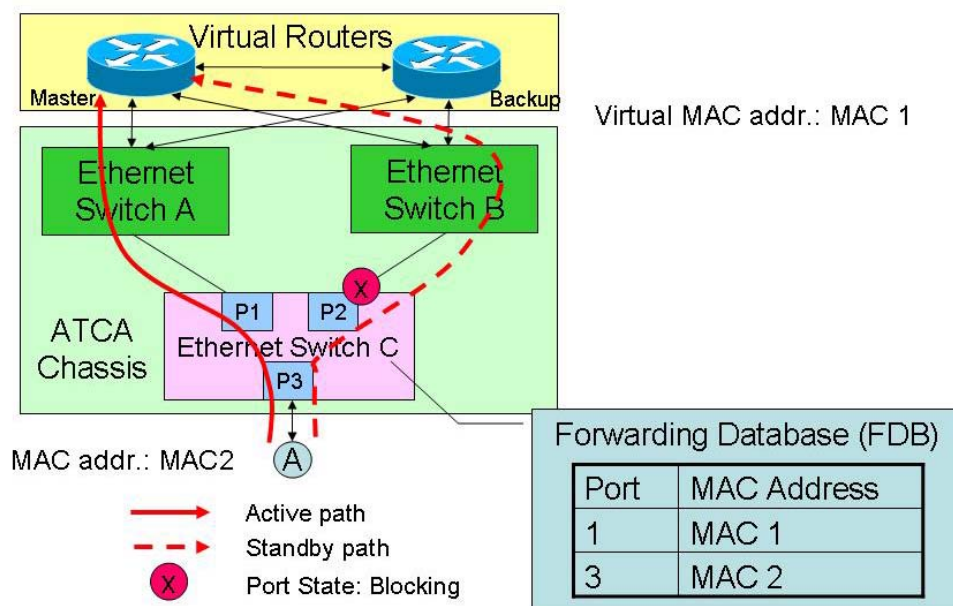 Virtual Routers
Master
Backup
Virtual MAC addr.: MAC 1
Ethernet
Switch A
Ethernet
Switch B
X
P1
P2
ATCA
Chassis
Ethernet Switch C
P3
MAC addr.: MAC2
A
Forwarding Database (FDB)
Port MAC Address
1 MAC 1
3 MAC 2
Active path
Standby path
X Port State: Blocking